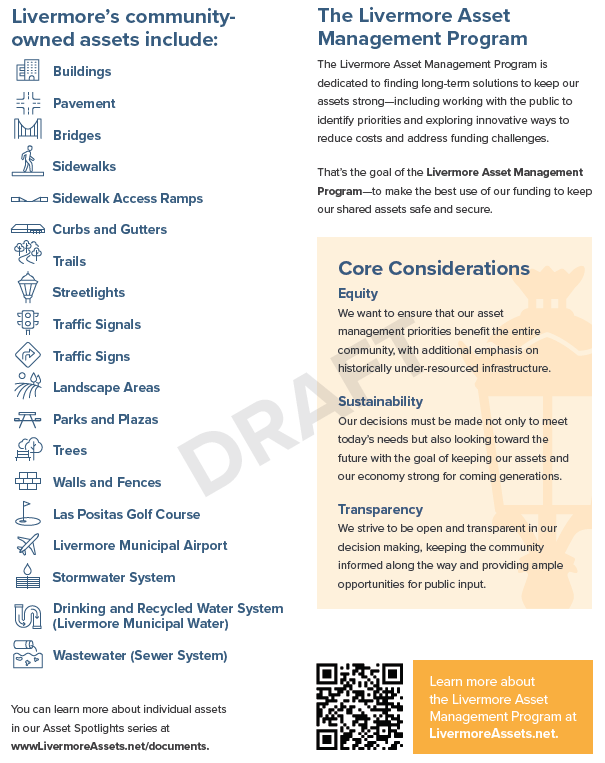 Livermore's community-
owned assets include:
Buildings
Pavement
Bridges
Sidewalks
Sidewalk Access Ramps
Curbs and Gutters
Trails
Streetlights
Traffic Signals
Traffic Signs
Landscape Areas
Parks and Plazas
Trees
Walls and Fences
Las Positas Golf Course
Livermore Municipal Airport
Stormwater System
Drinking and Recycled Water System
(Livermore Municipal Water)
Wastewater (Sewer System)
You can learn more about individual assets
in our Asset Spotlights series at
wwwLivermoreAssets.net/documents.
The Livermore Asset
Management Program
The Livermore Asset Management Program is
dedicated to finding long-term solutions to keep our
assets strong—including working with the public to
identify priorities and exploring innovative ways to
reduce costs and address funding challenges.
That's the goal of the Livermore Asset Management
Program—to make the best use of our funding to keep
our shared assets safe and secure.
Core Considerations
Equity
We want to ensure that our asset
management priorities benefit the entire
community, with additional emphasis on
historically under-resourced infrastructure.
Sustainability
Our decisions must be made not only to meet
today's needs but also looking toward the
future with the goal of keeping our assets and
our economy strong for coming generations.
Transparency
We strive to be open and transparent in our
decision making, keeping the community
informed along the way and providing ample
opportunities for public input.
Learn more about
the Livermore Asset
Management Program at
LivermoreAssets.net.
DRAFT